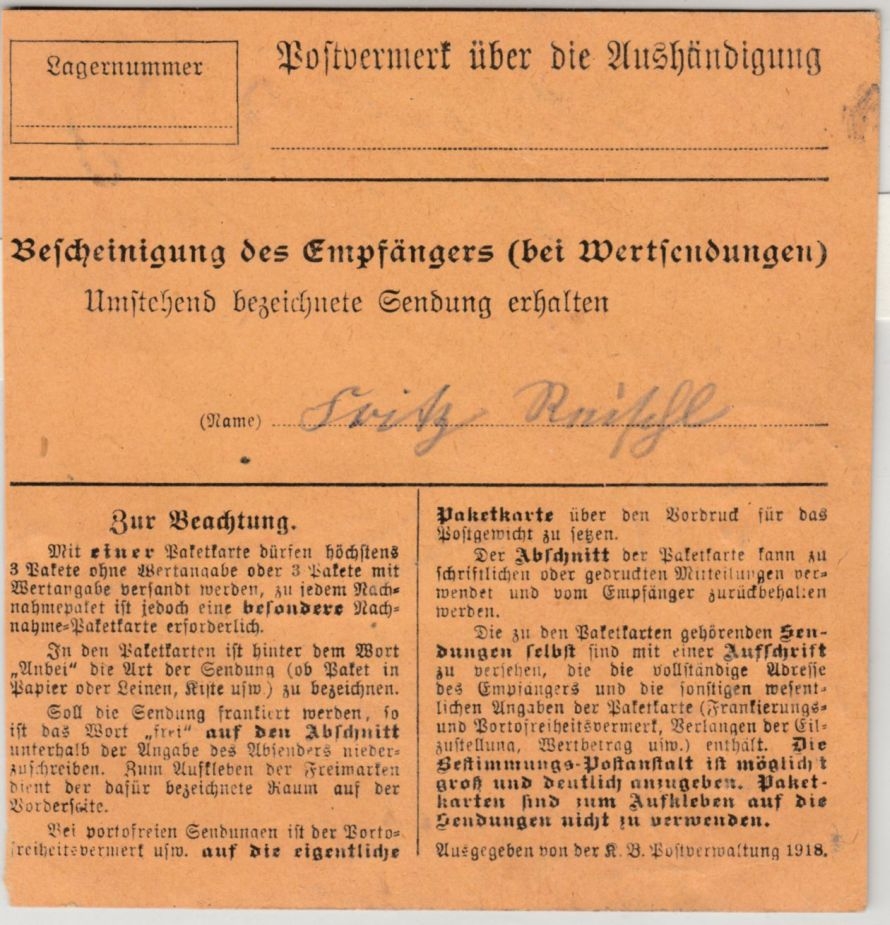 Lagernummer
Postvermerk über die Aushändigung
Bescheinigung des Empfängers (bei Wertsendungen)
Umstehend bezeichnete Sendung erhalten
(Name) Fritz Reischl
Zur Beachtung.
Mit einer Paketkarte dürfen höchstens
3 Pakete ohne Wertangabe oder 3 Pakete mit
Wertangabe versandt werden, zu jedem Nach-
nahmepaket ist jedoch eine besondere Nach-
nahme-Paketkarte erforderlich.
In den Paketkarten ist hinter dem Wort
„Anbei“ die Art der Sendung (ob Paket in
Papier oder Leinen, Kiste usw.) zu bezeichnen.
Soll die Sendung frankiert werden, so
ist das Wort „frei“ auf den Abschnitt
unterhalb der Angabe des Absenders nieder-
zuschreiben. Zum Aufkleben der Freimarken
dient der dafür bezeichnete Raum auf der
Vorderseite.
Bei portofreien Sendungen ist der Porto-
freiheitsvermerk usw. auf die eigentliche
Paketkarte über den Vordruck für das
Postgewicht zu setzen.
Der Abschnitt der Paketkarte kann zu
schriftlichen oder gedruckten Mitteilungen ver-
wendet und vom Empfänger zurückbehalten
werden.
Die zu den Paketkarten gehörenden Sen-
dungen selbst sind mit einer Aufschrift
zu versehen, die die vollständige Adresse
des Empfängers und die sonstigen wesent-
lichen Angaben der Paketkarte (Frankierungs-
und Portofreiheitsvermerk, Verlangen der Eil-
zustellung, Wertbetrag usw.) enthält. Die
Bestimmungs-Postanstalt ist möglichst
groß und deutlich anzugeben. Paket-
karten sind zum Aufkleben auf die
Sendungen nicht zu verwenden.
Ausgegeben von der K. B. Postverwaltung 1918.